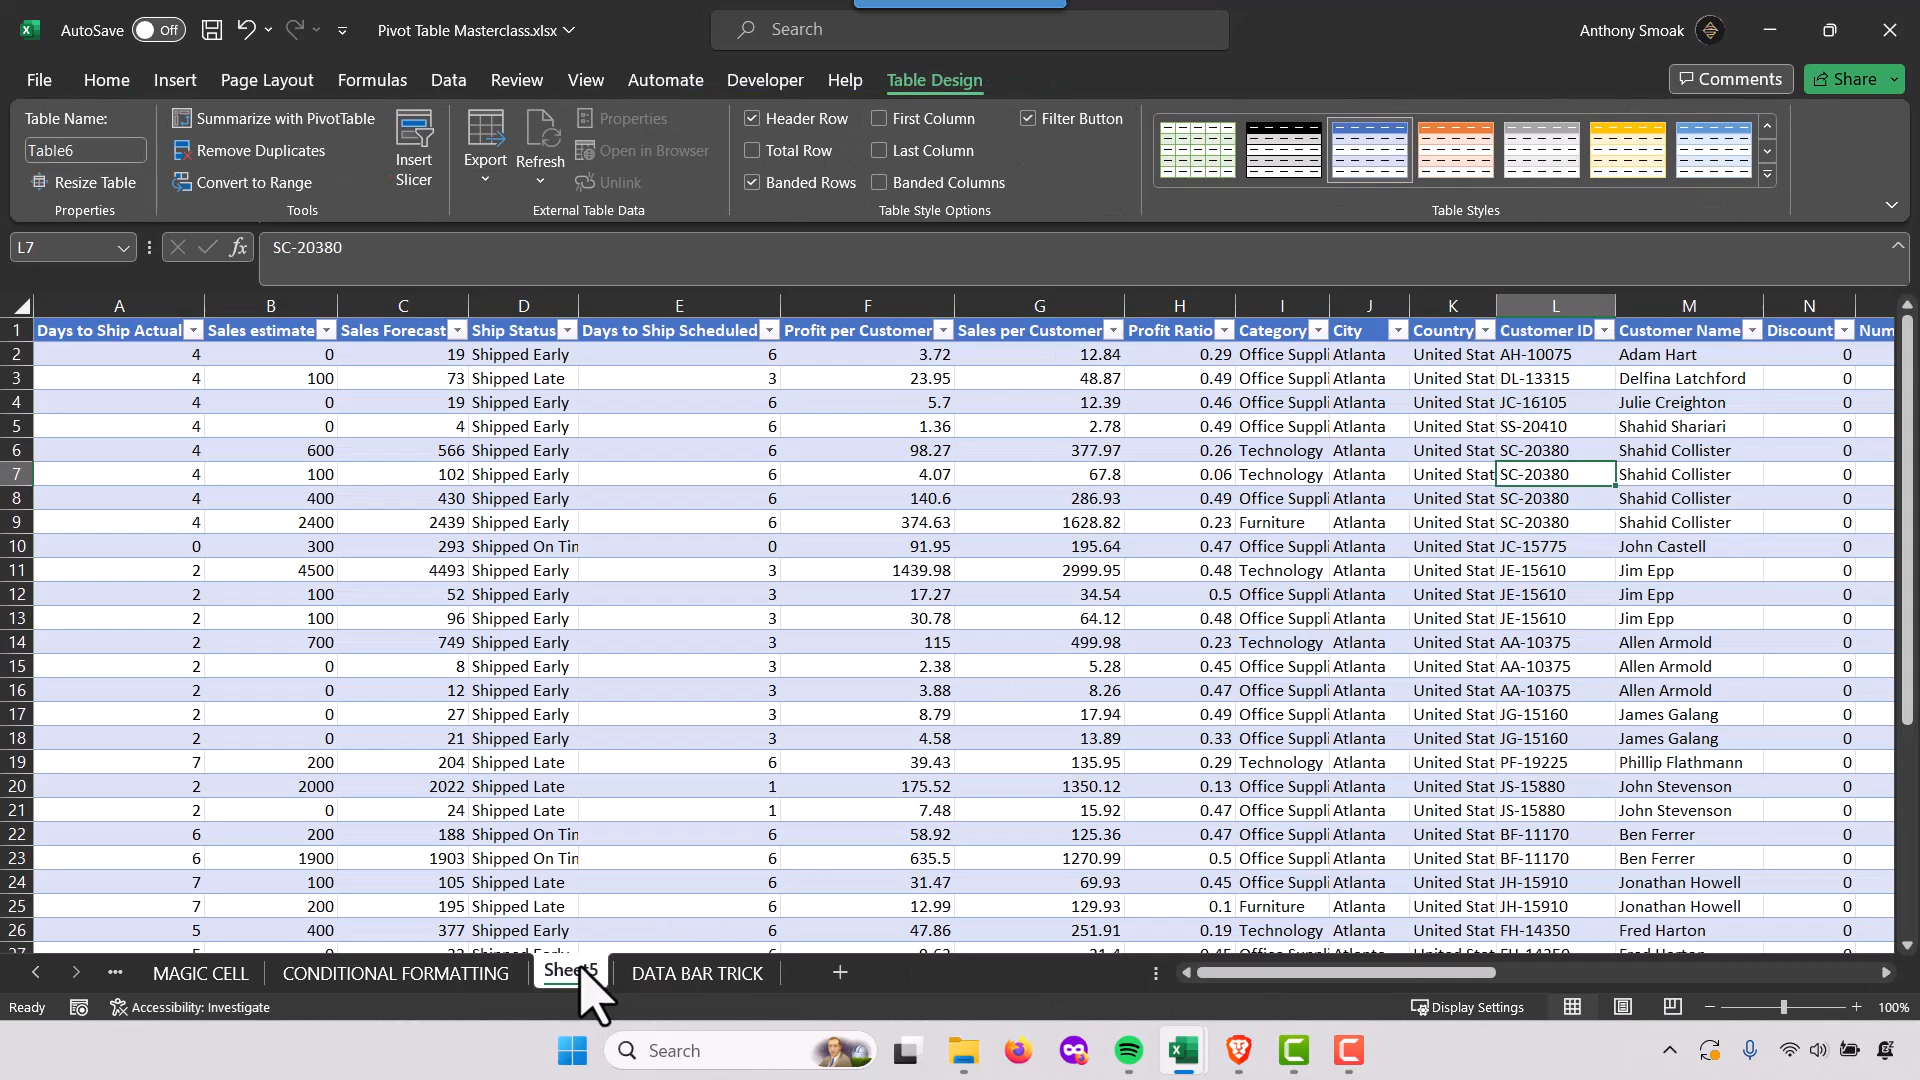 AutoSave Off Pivot Table Masterclass.xlsx Search Anthony Smoak
File Home Insert Page Layout Formulas Data Review View Automate Developer Help Table Design Comments Share
Table Name: Summarize with PivotTable Properties Header Row First Column Filter Button
Table6 Remove Duplicates Insert Slicer Export Refresh Open in Browser Total Row Last Column
Resize Table Convert to Range Unlink Banded Rows Banded Columns
Properties Tools External Table Data Table Style Options Table Styles
L7 fx SC-20380
A B C D E F G H I J K L M N
1 Days to Ship Actual Sales estimate Sales Forecast Ship Status Days to Ship Scheduled Profit per Customer Sales per Customer Profit Ratio Category City Country Customer ID Customer Name Discount Num
2 4 0 19 Shipped Early 6 3.72 12.84 0.29 Office Suppli Atlanta United Stat AH-10075 Adam Hart 0
3 4 100 73 Shipped Late 3 23.95 48.87 0.49 Office Suppli Atlanta United Stat DL-13315 Delfina Latchford 0
4 4 0 19 Shipped Early 6 5.7 12.39 0.46 Office Suppli Atlanta United Stat JC-16105 Julie Creighton 0
5 4 0 4 Shipped Early 6 1.36 2.78 0.49 Office Suppli Atlanta United Stat SS-20410 Shahid Shariari 0
6 4 600 566 Shipped Early 6 98.27 377.97 0.26 Technology Atlanta United Stat SC-20380 Shahid Collister 0
7 4 100 102 Shipped Early 6 4.07 67.8 0.06 Technology Atlanta United Stat SC-20380 Shahid Collister 0
8 4 400 430 Shipped Early 6 140.6 286.93 0.49 Office Suppli Atlanta United Stat SC-20380 Shahid Collister 0
9 4 2400 2439 Shipped Early 6 374.63 1628.82 0.23 Furniture Atlanta United Stat SC-20380 Shahid Collister 0
10 0 300 293 Shipped On Tin 0 91.95 195.64 0.47 Office Suppli Atlanta United Stat JC-15775 John Castell 0
11 2 4500 4493 Shipped Early 3 1439.98 2999.95 0.48 Technology Atlanta United Stat JE-15610 Jim Epp 0
12 2 100 52 Shipped Early 3 17.27 34.54 0.5 Office Suppli Atlanta United Stat JE-15610 Jim Epp 0
13 2 100 96 Shipped Early 3 30.78 64.12 0.48 Office Suppli Atlanta United Stat JE-15610 Jim Epp 0
14 2 700 749 Shipped Early 3 115 499.98 0.23 Technology Atlanta United Stat AA-10375 Allen Armold 0
15 2 0 8 Shipped Early 3 2.38 5.28 0.45 Office Suppli Atlanta United Stat AA-10375 Allen Armold 0
16 2 0 12 Shipped Early 3 3.88 8.26 0.47 Office Suppli Atlanta United Stat AA-10375 Allen Armold 0
17 2 0 27 Shipped Early 3 8.79 17.94 0.49 Office Suppli Atlanta United Stat JG-15160 James Galang 0
18 2 0 21 Shipped Early 3 4.58 13.89 0.33 Office Suppli Atlanta United Stat JG-15160 James Galang 0
19 7 200 204 Shipped Late 6 39.43 135.95 0.29 Technology Atlanta United Stat PF-19225 Phillip Flathmann 0
20 2 2000 2022 Shipped Late 1 175.52 1350.12 0.13 Office Suppli Atlanta United Stat JS-15880 John Stevenson 0
21 2 0 24 Shipped Late 1 7.48 15.92 0.47 Office Suppli Atlanta United Stat JS-15880 John Stevenson 0
22 6 200 188 Shipped On Tin 6 58.92 125.36 0.47 Office Suppli Atlanta United Stat BF-11170 Ben Ferrer 0
23 6 1900 1903 Shipped On Tin 6 635.5 1270.99 0.5 Office Suppli Atlanta United Stat BF-11170 Ben Ferrer 0
24 7 100 105 Shipped Late 6 31.47 69.93 0.45 Office Suppli Atlanta United Stat JH-15910 Jonathan Howell 0
25 7 200 195 Shipped Late 6 12.99 129.93 0.1 Furniture Atlanta United Stat JH-15910 Jonathan Howell 0
26 5 400 377 Shipped Early 6 47.86 251.91 0.19 Technology Atlanta United Stat FH-14350 Fred Harton 0
MAGIC CELL CONDITIONAL FORMATTING DATA BAR TRICK
Ready Accessibility: Investigate Display Settings 100%
Search